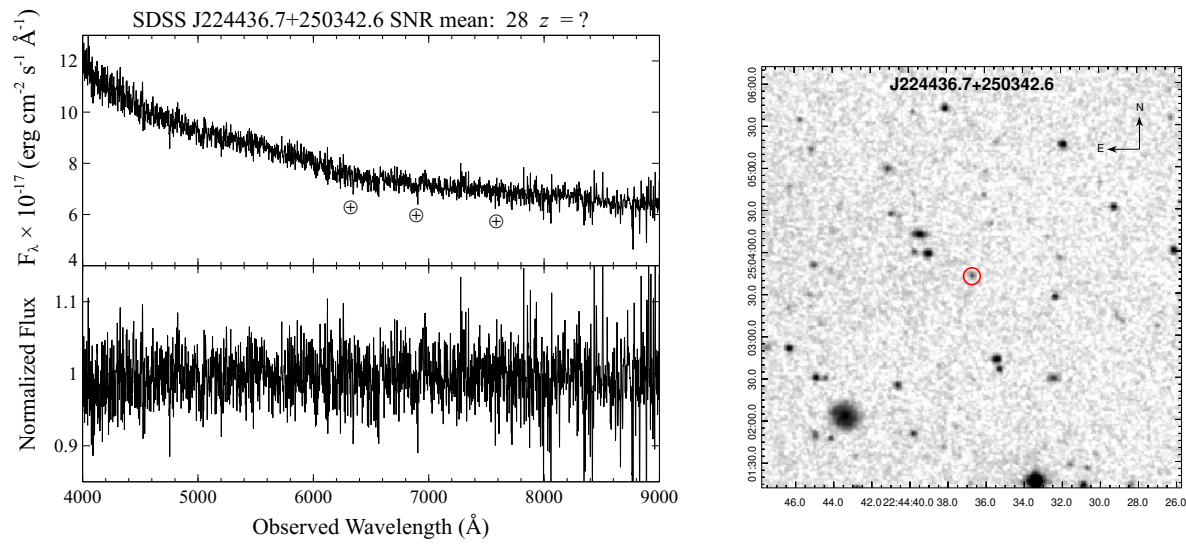 SDSS J224436.7+250342.6 SNR mean: 28 z = ?
F_λ × 10^-17 (erg cm^-2 s^-1 Å^-1)
12
10
8
6
4
⊕ ⊕ ⊕
Normalized Flux
1.1
1
0.9
4000 5000 6000 7000 8000 9000
Observed Wavelength (Å)
J224436.7+250342.6
N
E
06:00.0
30.0
05:00.0
30.0
25:04:00.0
30.0
03:00.0
30.0
02:00.0
01:30.0
46.0 42.0 22:44:40.0 38.0 36.0 34.0 32.0 30.0 28.0 26.0